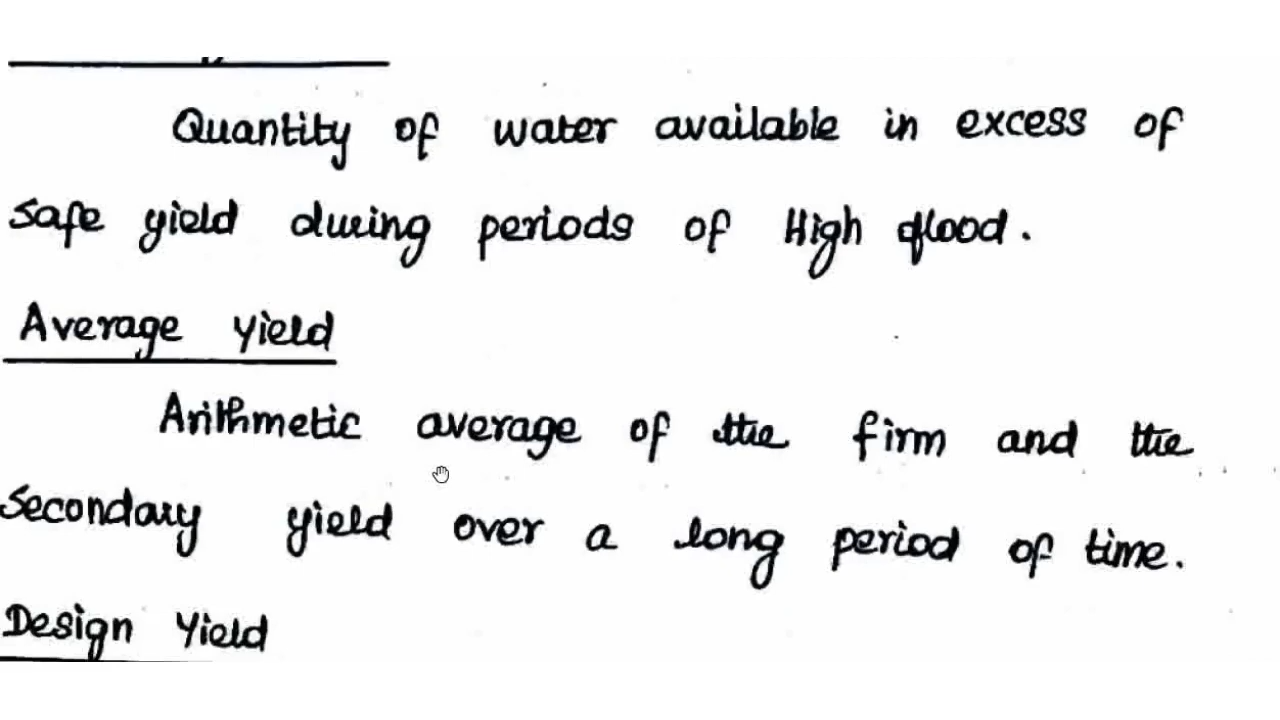 Quantity of water available in excess of
safe yield during periods of High flood.
Average Yield
Arithmetic average of the firm and the
Secondary yield over a long period of time.
Design Yield